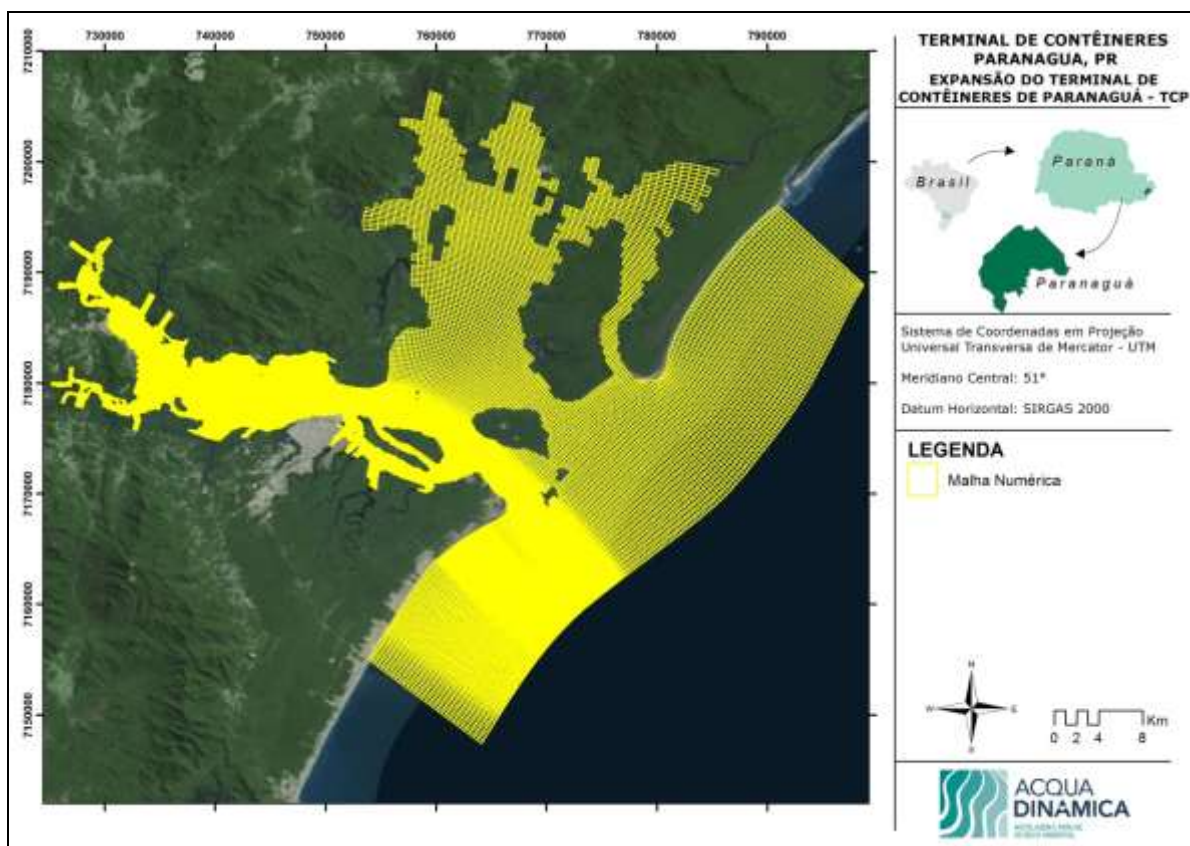 730000 740000 750000 760000 770000 780000 790000
7210000
7200000
7190000
7180000
7170000
7160000
7150000
TERMINAL DE CONTÊINERES
PARANAGUA, PR
EXPANSÃO DO TERMINAL DE
CONTÊINERES DE PARANAGUÁ - TCP
Brasil
Paraná
Paranaguá
Sistema de Coordenadas em Projeção
Universal Transversa de Mercator - UTM
Meridiano Central: 51°
Datum Horizontal: SIRGAS 2000
LEGENDA
Malha Numérica
N
W E
S
Km
0 2 4 8
ACQUA
DINAMICA